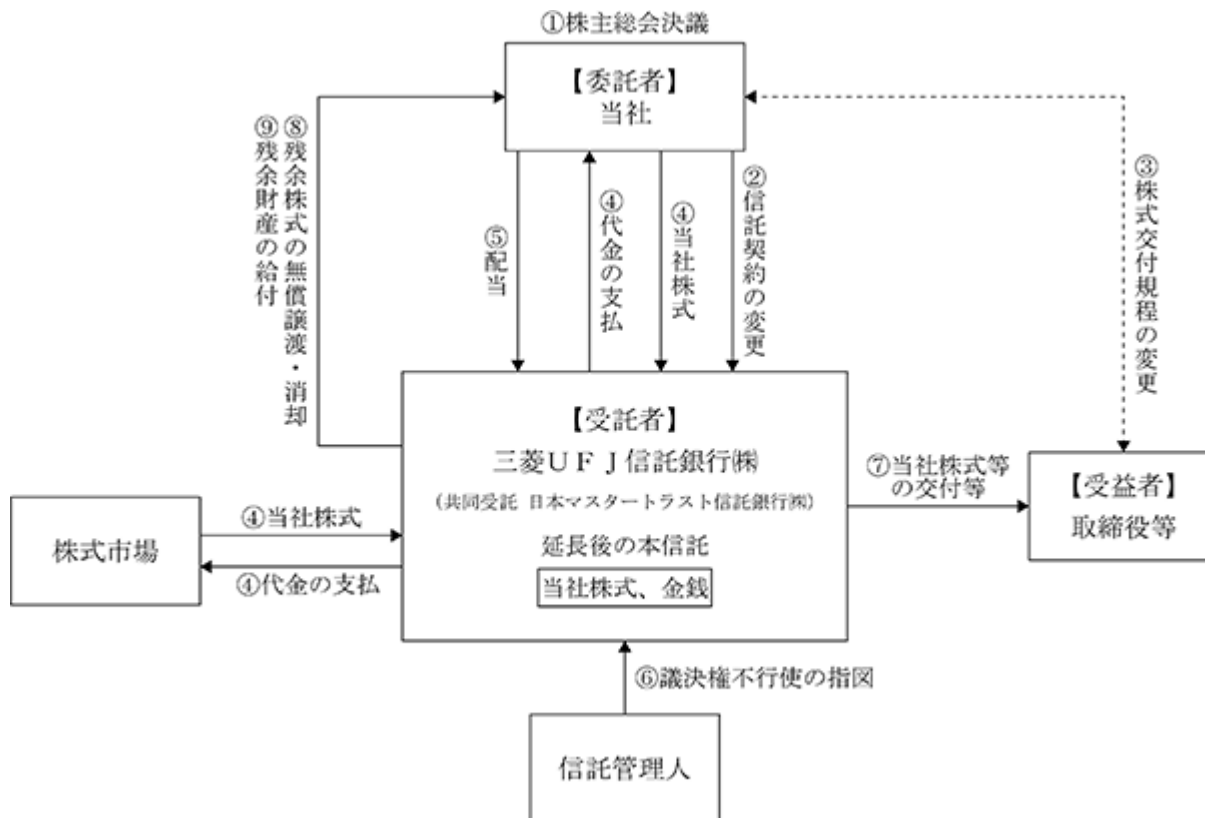 ①株主総会決議
【委託者】
当社
⑨残余財産の給付
⑧残余株式の無償譲渡・消却
⑤配当
④代金の支払
④当社株式
②信託契約の変更
③株式交付規程の変更
【受託者】
三菱UFJ信託銀行㈱
(共同受託 日本マスタートラスト信託銀行㈱)
延長後の本信託
当社株式、金銭
④当社株式
株式市場
④代金の支払
⑦当社株式等
の交付等
【受益者】
取締役等
⑥議決権不行使の指図
信託管理人